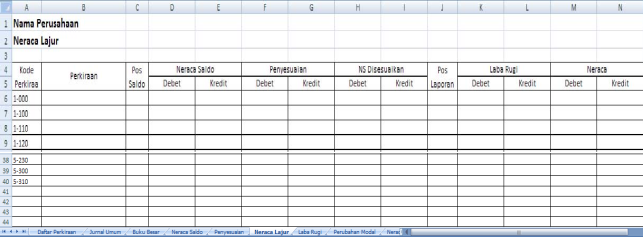 A B C D E F G H I J K L M N
1 Nama Perusahaan
2 Neraca Lajur
3
4 Kode Perkiraan Pos Neraca Saldo Penyesuaian NS Disesuaikan Pos Laba Rugi Neraca
5 Perkiraa Saldo Debet Kredit Debet Kredit Debet Kredit Laporan Debet Kredit Debet Kredit
6 1-000
7 1-100
8 1-110
9 1-120
38 5-230
39 5-300
40 5-310
41
42
43
44
Daftar Perkiraan Jurnal Umum Buku Besar Neraca Saldo Penyesuaian Neraca Lajur Laba Rugi Perubahan Modal Nera